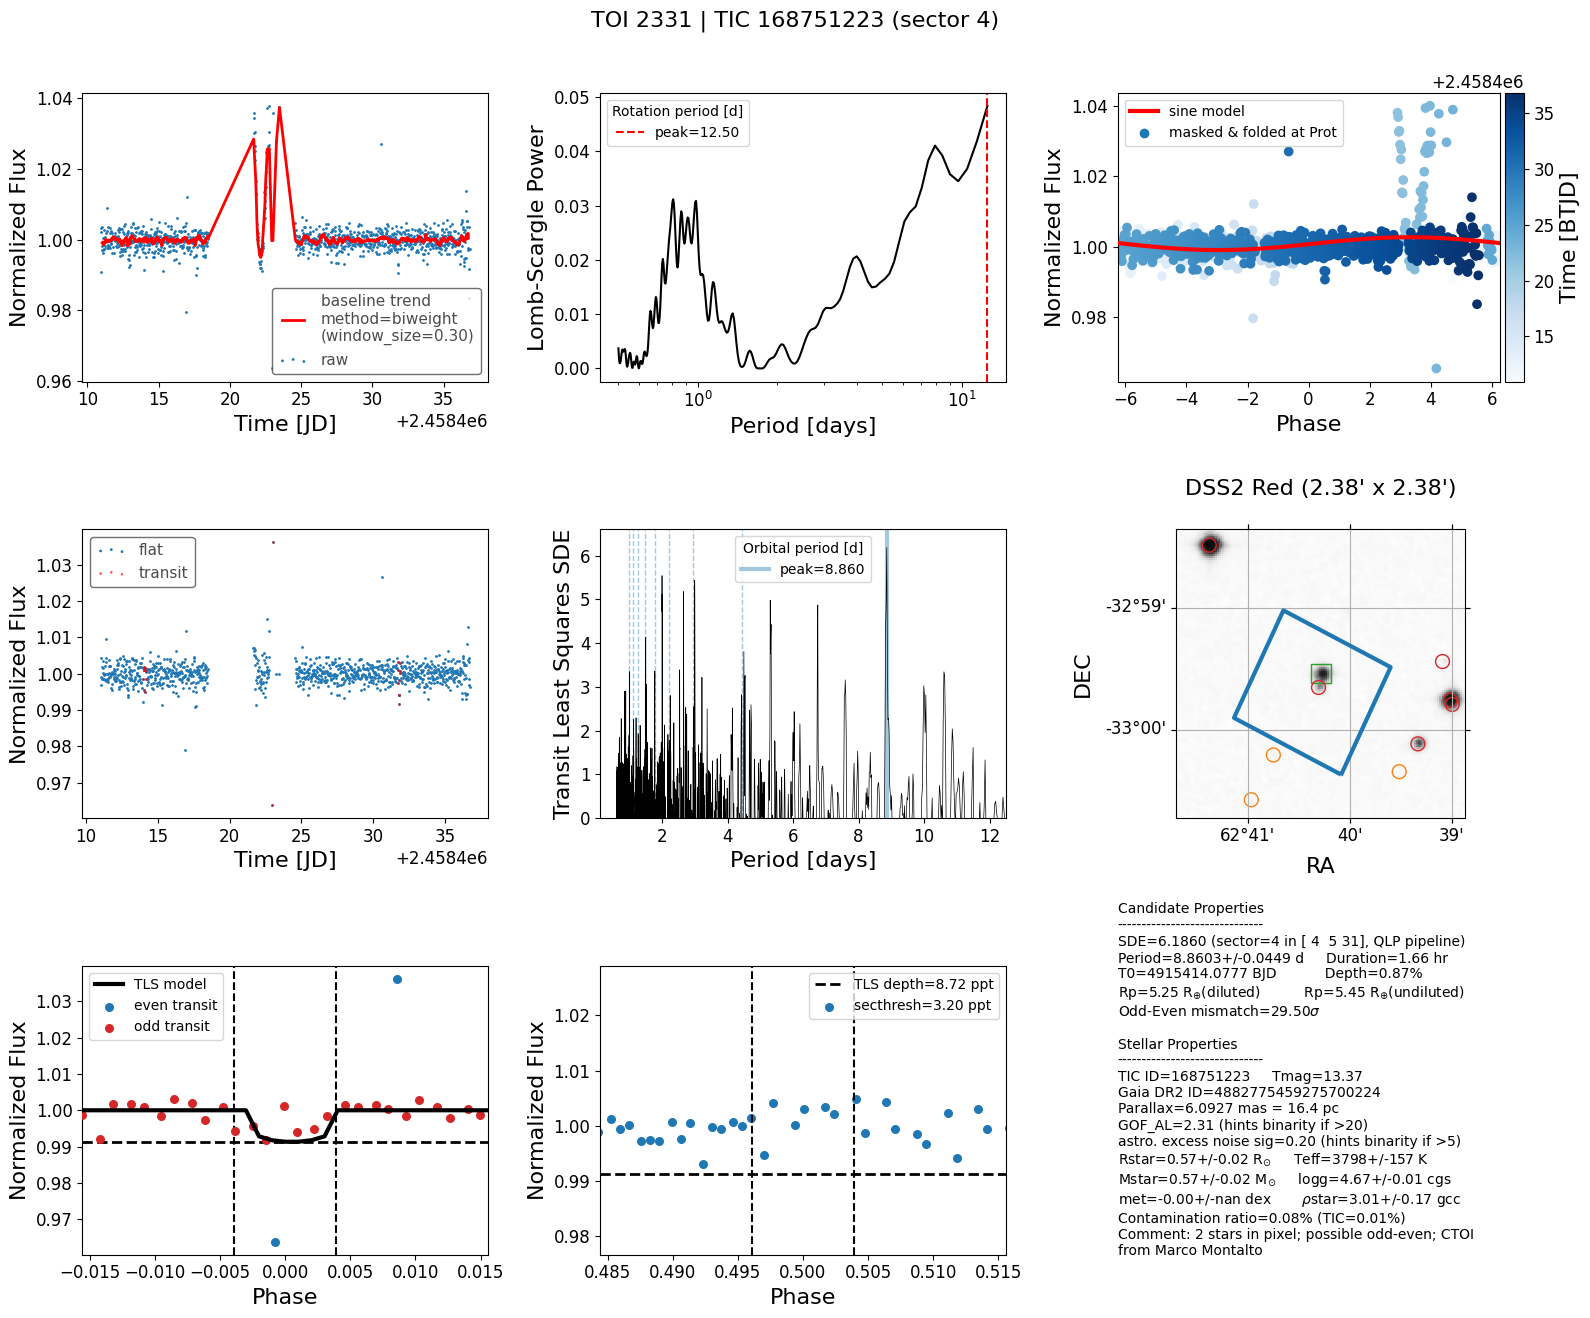 TOI 2331 | TIC 168751223 (sector 4)
Normalized Flux
1.04
1.02
1.00
0.98
0.96
baseline trend
method=biweight
(window_size=0.30)
raw
10 15 20 25 30 35
Time [JD]
+2.4584e6
Lomb-Scargle Power
0.05
0.04
0.03
0.02
0.01
0.00
Rotation period [d]
peak=12.50
10⁰ 10¹
Period [days]
Normalized Flux
1.04
1.02
1.00
0.98
sine model
masked & folded at Prot
−6 −4 −2 0 2 4 6
Phase
+2.4584e6
35
30
25
20
15
Time [BTJD]
Normalized Flux
1.03
1.02
1.01
1.00
0.99
0.98
0.97
flat
transit
10 15 20 25 30 35
Time [JD]
+2.4584e6
Transit Least Squares SDE
6
5
4
3
2
1
0
Orbital period [d]
peak=8.860
2 4 6 8 10 12
Period [days]
DSS2 Red (2.38' x 2.38')
DEC
-32°59'
-33°00'
62°41' 40' 39'
RA
Normalized Flux
1.03
1.02
1.01
1.00
0.99
0.98
0.97
TLS model
even transit
odd transit
−0.015 −0.010 −0.005 0.000 0.005 0.010 0.015
Phase
Normalized Flux
1.02
1.01
1.00
0.99
0.98
TLS depth=8.72 ppt
secthresh=3.20 ppt
0.485 0.490 0.495 0.500 0.505 0.510 0.515
Phase
Candidate Properties
------------------------------
SDE=6.1860 (sector=4 in [ 4 5 31], QLP pipeline)
Period=8.8603+/-0.0449 d Duration=1.66 hr
T0=4915414.0777 BJD Depth=0.87%
Rp=5.25 R⊕(diluted) Rp=5.45 R⊕(undiluted)
Odd-Even mismatch=29.50σ
Stellar Properties
------------------------------
TIC ID=168751223 Tmag=13.37
Gaia DR2 ID=4882775459275700224
Parallax=6.0927 mas = 16.4 pc
GOF_AL=2.31 (hints binarity if >20)
astro. excess noise sig=0.20 (hints binarity if >5)
Rstar=0.57+/-0.02 R⊙ Teff=3798+/-157 K
Mstar=0.57+/-0.02 M⊙ logg=4.67+/-0.01 cgs
met=-0.00+/-nan dex ρstar=3.01+/-0.17 gcc
Contamination ratio=0.08% (TIC=0.01%)
Comment: 2 stars in pixel; possible odd-even; CTOI
from Marco Montalto